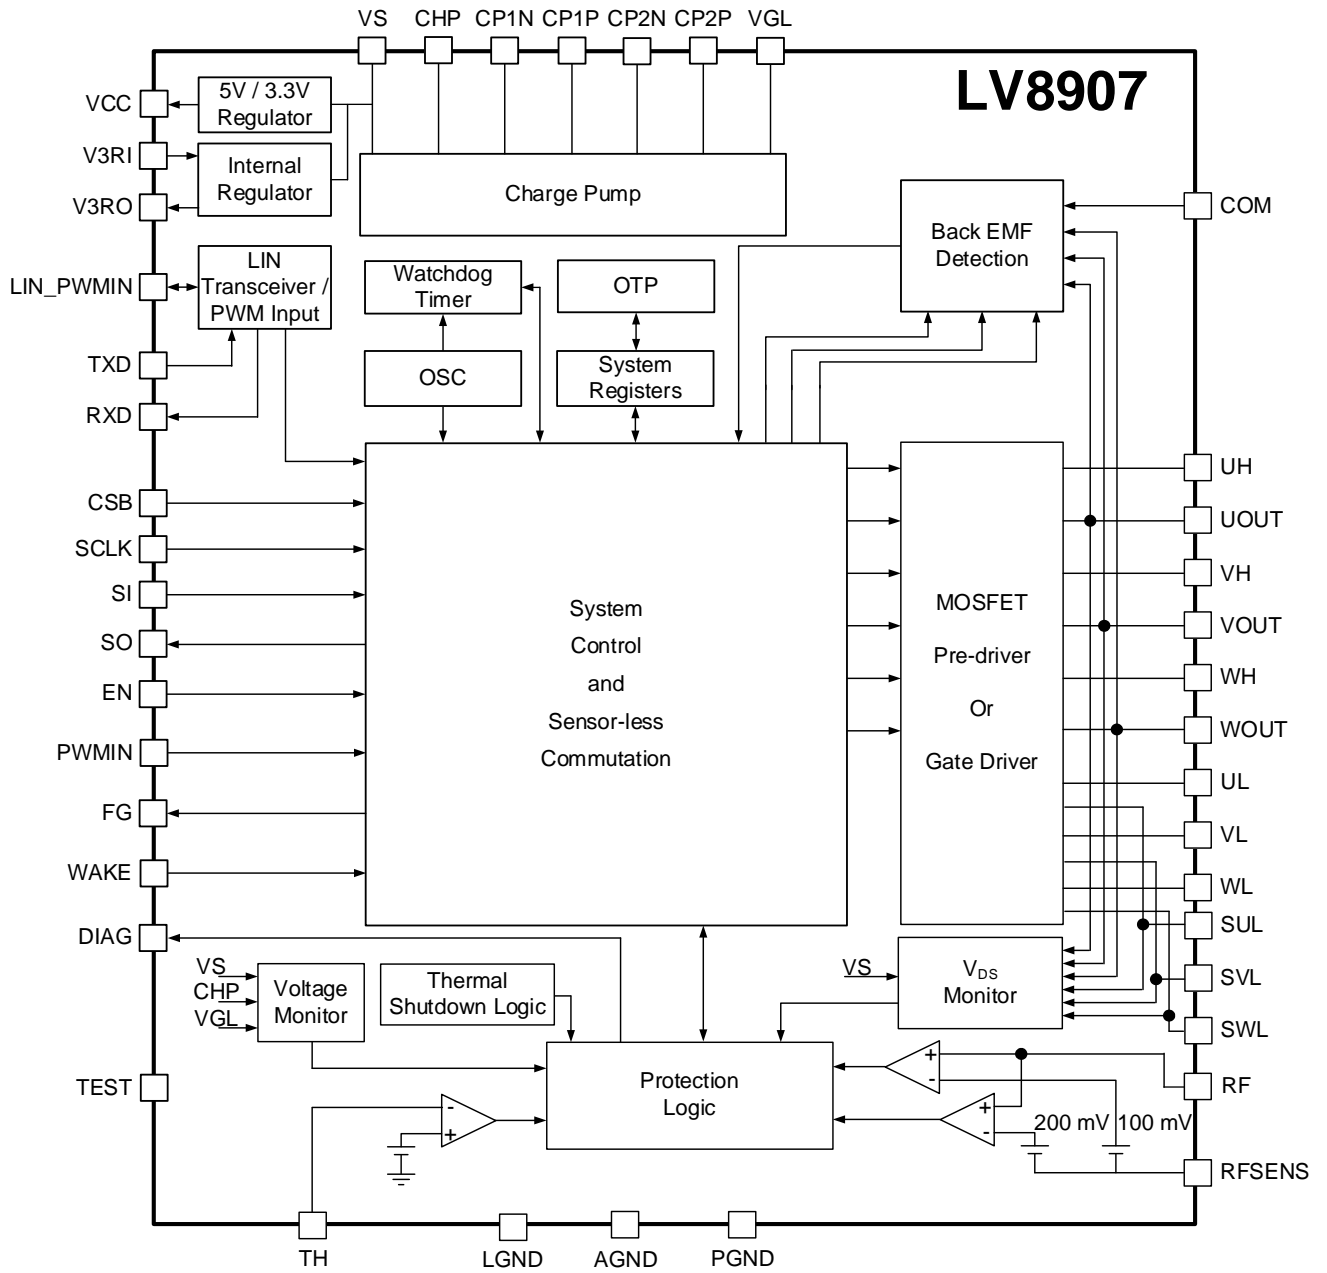 VS CHP CP1N CP1P CP2N CP2P VGL
LV8907
VCC
5V / 3.3V
Regulator
V3RI
Internal
Regulator
V3RO
Charge Pump
COM
Back EMF
Detection
LIN_PWMIN
LIN
Transceiver /
PWM Input
Watchdog
Timer
OTP
TXD
OSC
System
Registers
RXD
CSB
SCLK
SI
SO
EN
PWMIN
FG
WAKE
DIAG
System
Control
and
Sensor-less
Commutation
MOSFET
Pre-driver
Or
Gate Driver
UH
UOUT
VH
VOUT
WH
WOUT
UL
VL
WL
SUL
SVL
SWL
VS
CHP
VGL
Voltage
Monitor
Thermal
Shutdown Logic
VS
VDS
Monitor
TEST
Protection
Logic
+
-
RF
-
+
+
-
200 mV
100 mV
RFSENS
TH
LGND
AGND
PGND